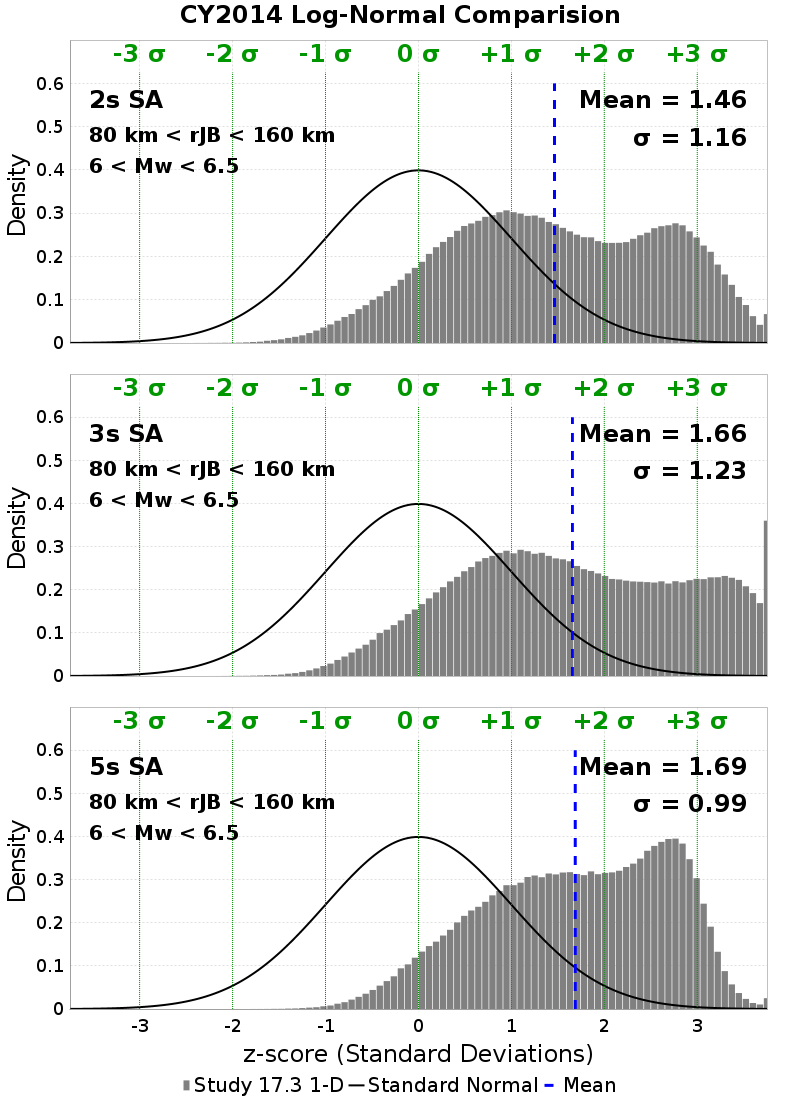 CY2014 Log-Normal Comparision
-3 σ -2 σ -1 σ 0 σ +1 σ +2 σ +3 σ
0.6
2s SA
Mean = 1.46
0.5
80 km < rJB < 160 km
σ = 1.16
6 < Mw < 6.5
0.4
0.3
0.2
0.1
0
Density
-3 σ -2 σ -1 σ 0 σ +1 σ +2 σ +3 σ
0.6
3s SA
Mean = 1.66
0.5
80 km < rJB < 160 km
σ = 1.23
6 < Mw < 6.5
0.4
0.3
0.2
0.1
0
Density
-3 σ -2 σ -1 σ 0 σ +1 σ +2 σ +3 σ
0.6
5s SA
Mean = 1.69
0.5
80 km < rJB < 160 km
σ = 0.99
6 < Mw < 6.5
0.4
0.3
0.2
0.1
0
Density
-3 -2 -1 0 1 2 3
z-score (Standard Deviations)
Study 17.3 1-D Standard Normal Mean